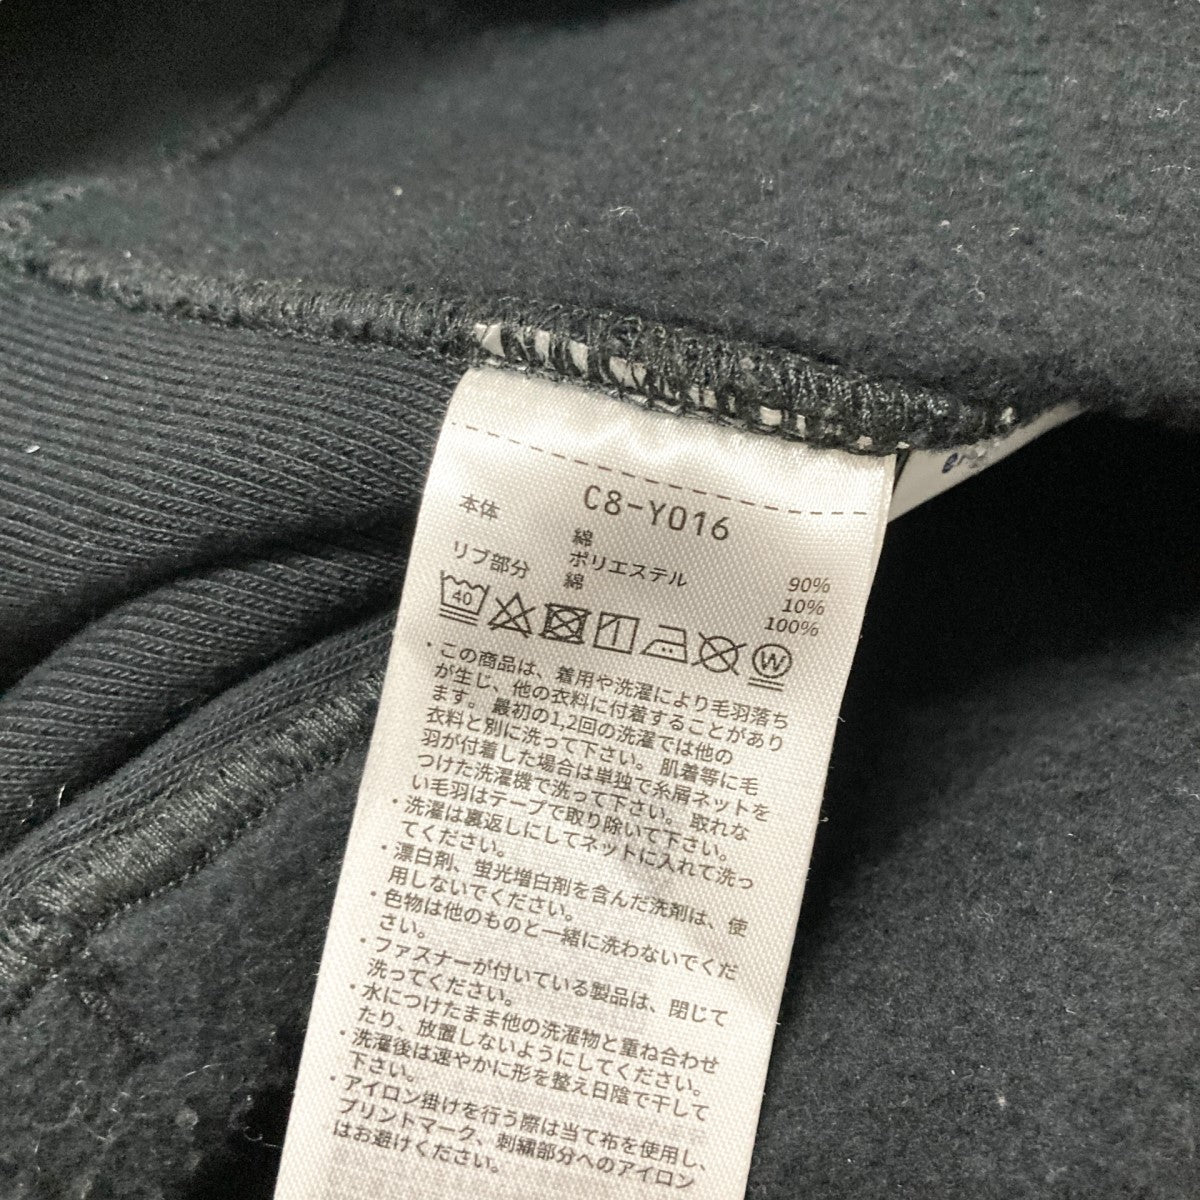 C8-Y016
本体 綿 90%
ポリエステル 10%
リブ部分 綿 100%
40
W
・この商品は、着用や洗濯により毛羽落ち
が生じ、他の衣料に付着することがあり
ます。最初の1,2回の洗濯では他の
衣料と別に洗って下さい。肌着等に毛
羽が付着した場合は単独で糸屑ネットを
つけた洗濯機で洗って下さい。取れな
い毛羽はテープで取り除いて下さい。
・洗濯は裏返しにしてネットに入れて洗っ
てください。
・漂白剤、蛍光増白剤を含んだ洗剤は、使
用しないでください。
・色物は他のものと一緒に洗わないでくだ
さい。
・ファスナーが付いている製品は、閉じて
洗ってください。
・水につけたまま他の洗濯物と重ね合わせ
たり、放置しないようにしてください。
・洗濯後は速やかに形を整え日陰で干して
下さい。
・アイロン掛けを行う際は当て布を使用し、
プリントマーク、刺繍部分へのアイロン
はお避けください。